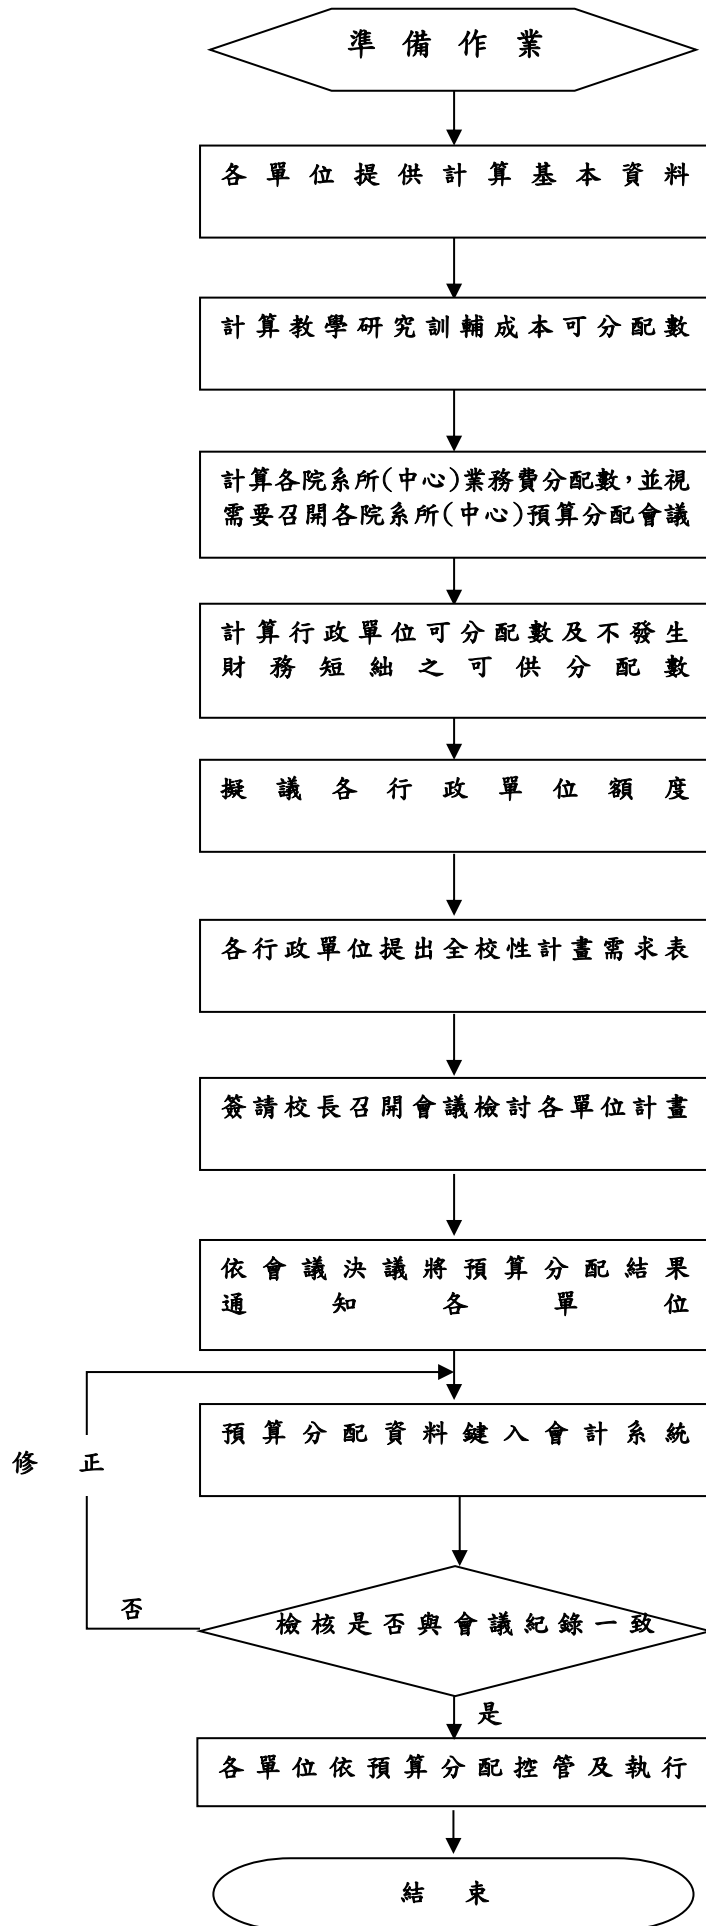 準備作業
各單位提供計算基本資料
計算教學研究訓輔成本可分配數
計算各院系所(中心)業務費分配數，並視
需要召開各院系所(中心)預算分配會議
計算行政單位可分配數及不發生
財務短絀之可供分配數
擬議各行政單位額度
各行政單位提出全校性計畫需求表
簽請校長召開會議檢討各單位計畫
依會議決議將預算分配結果
通知各單位
預算分配資料鍵入會計系統
修正
否
檢核是否與會議紀錄一致
是
各單位依預算分配控管及執行
結束